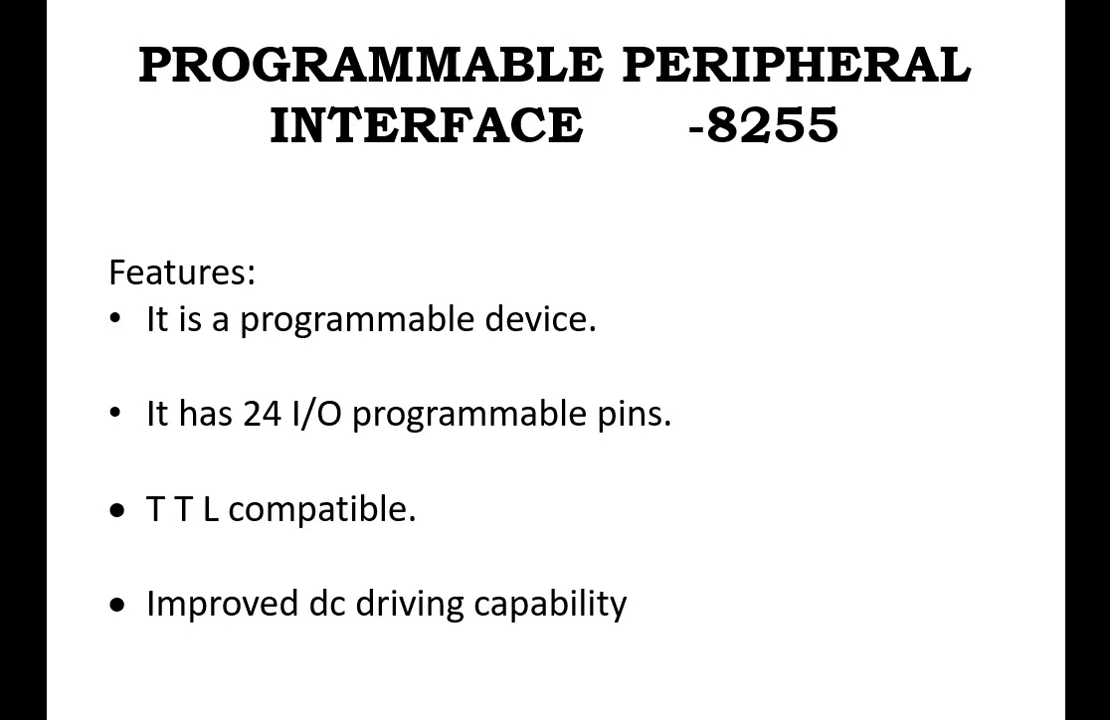 PROGRAMMABLE PERIPHERAL
INTERFACE -8255
Features:
• It is a programmable device.
• It has 24 I/O programmable pins.
• T T L compatible.
• Improved dc driving capability